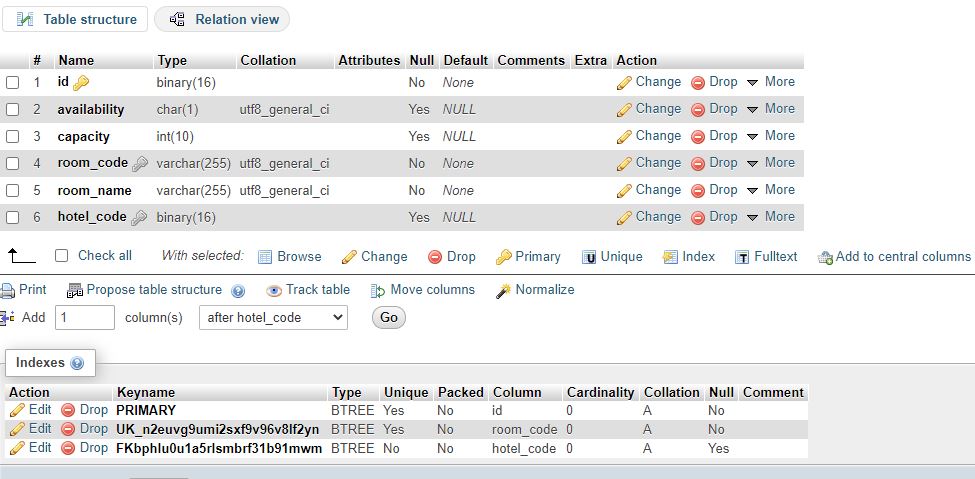 Table structure Relation view
# Name Type Collation Attributes Null Default Comments Extra Action
1 id binary(16) No None Change Drop More
2 availability char(1) utf8_general_ci Yes NULL Change Drop More
3 capacity int(10) Yes NULL Change Drop More
4 room_code varchar(255) utf8_general_ci No None Change Drop More
5 room_name varchar(255) utf8_general_ci No None Change Drop More
6 hotel_code binary(16) Yes NULL Change Drop More
Check all With selected: Browse Change Drop Primary U Unique Index T Fulltext Add to central columns
Print Propose table structure Track table Move columns Normalize
Add 1 column(s) after hotel_code Go
Indexes
Action Keyname Type Unique Packed Column Cardinality Collation Null Comment
Edit Drop PRIMARY BTREE Yes No id 0 A No
Edit Drop UK_n2euvg9umi2sxf9v96v8lf2yn BTREE Yes No room_code 0 A No
Edit Drop FKbphlu0u1a5rlsmbrf31b91mwm BTREE No No hotel_code 0 A Yes